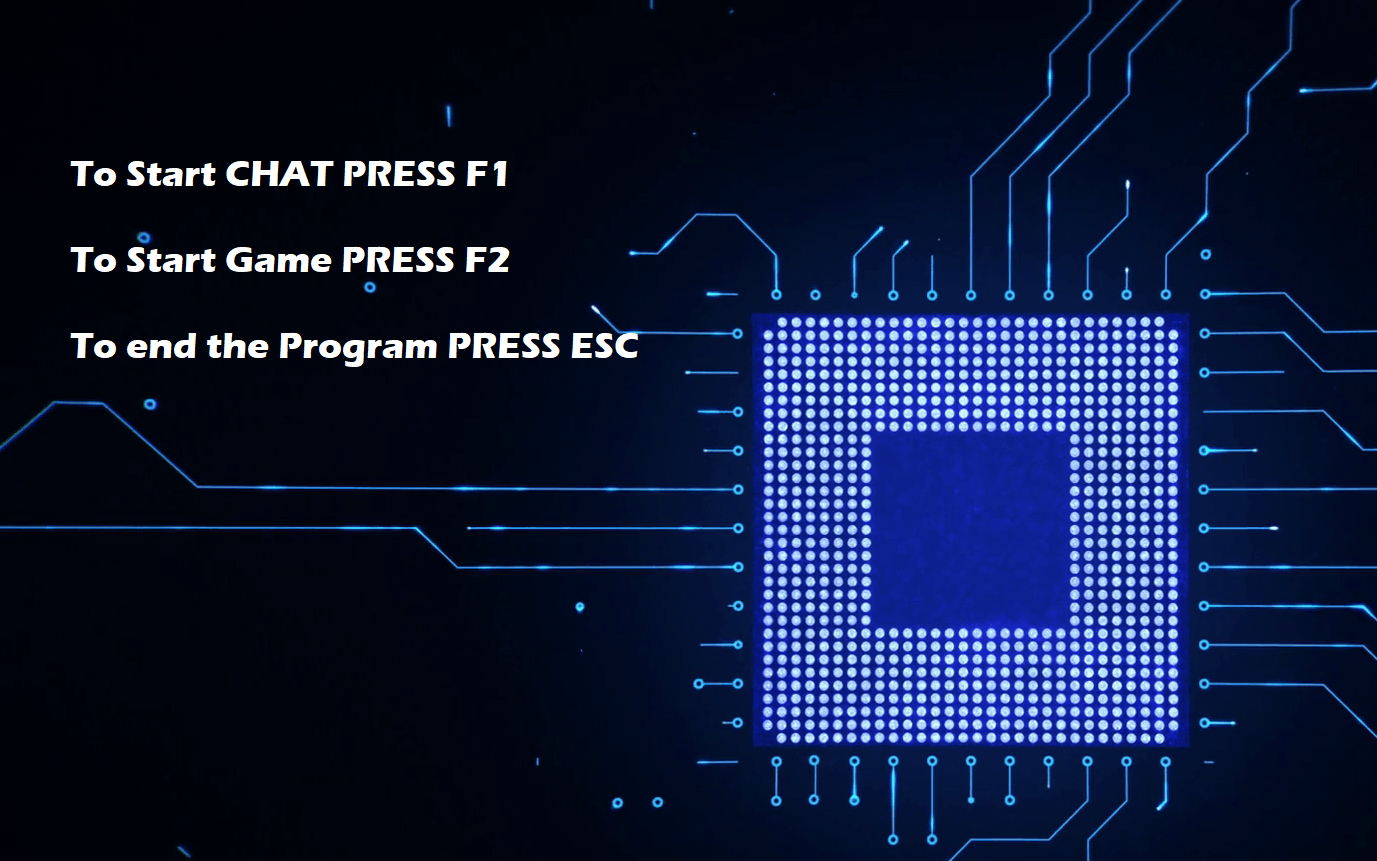 To Start CHAT PRESS F1
To Start Game PRESS F2
To end the Program PRESS ESC